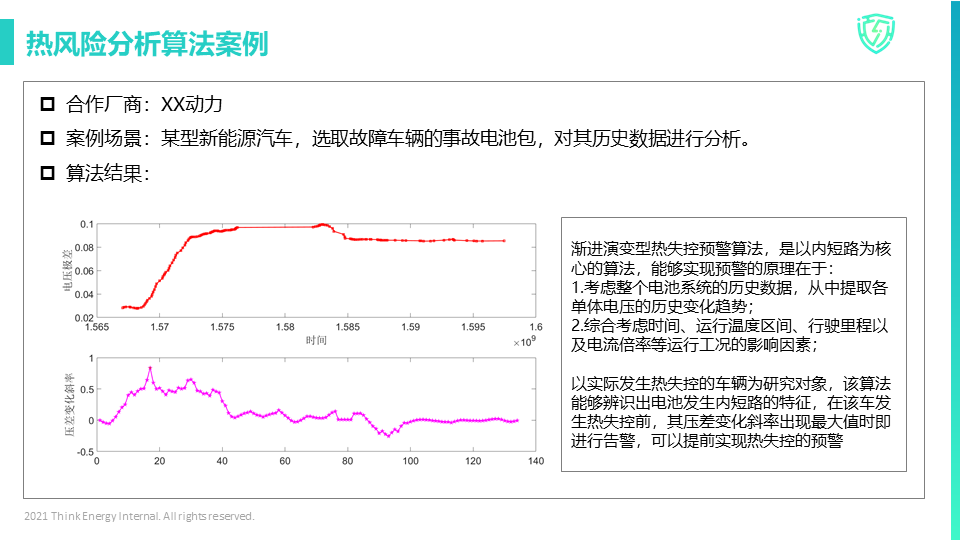 热风险分析算法案例
合作厂商：XX动力
案例场景：某型新能源汽车，选取故障车辆的事故电池包，对其历史数据进行分析。
算法结果：
0.1
0.08
0.06
0.04
0.02
电压极差
1.565 1.57 1.575 1.58 1.585 1.59 1.595 1.6
时间
×10⁹
1
0.5
0
-0.5
压差变化斜率
0 20 40 60 80 100 120 140
渐进演变型热失控预警算法，是以内短路为核
心的算法，能够实现预警的原理在于：
1.考虑整个电池系统的历史数据，从中提取各
单体电压的历史变化趋势；
2.综合考虑时间、运行温度区间、行驶里程以
及电流倍率等运行工况的影响因素；
以实际发生热失控的车辆为研究对象，该算法
能够辨识出电池发生内短路的特征，在该车发
生热失控前，其压差变化斜率出现最大值时即
进行告警，可以提前实现热失控的预警
2021 Think Energy Internal. All rights reserved.